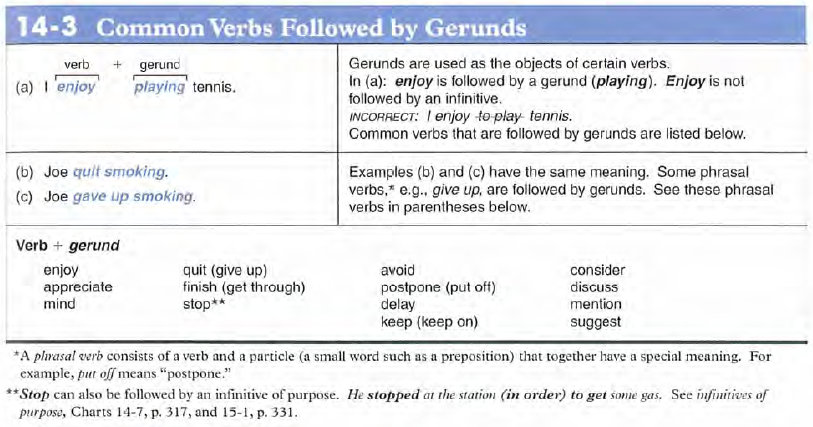 14-3 Common Verbs Followed by Gerunds
verb + gerund
(a) I enjoy playing tennis.
Gerunds are used as the objects of certain verbs.
In (a): enjoy is followed by a gerund (playing). Enjoy is not
followed by an infinitive.
INCORRECT: I enjoy to play tennis.
Common verbs that are followed by gerunds are listed below.
(b) Joe quit smoking.
(c) Joe gave up smoking.
Examples (b) and (c) have the same meaning. Some phrasal
verbs,* e.g., give up, are followed by gerunds. See these phrasal
verbs in parentheses below.
Verb + gerund
enjoy quit (give up) avoid consider
appreciate finish (get through) postpone (put off) discuss
mind stop** delay mention
keep (keep on) suggest
*A phrasal verb consists of a verb and a particle (a small word such as a preposition) that together have a special meaning. For
example, put off means “postpone.”
**Stop can also be followed by an infinitive of purpose. He stopped at the station (in order) to get some gas. See infinitives of
purpose, Charts 14-7, p. 317, and 15-1, p. 331.